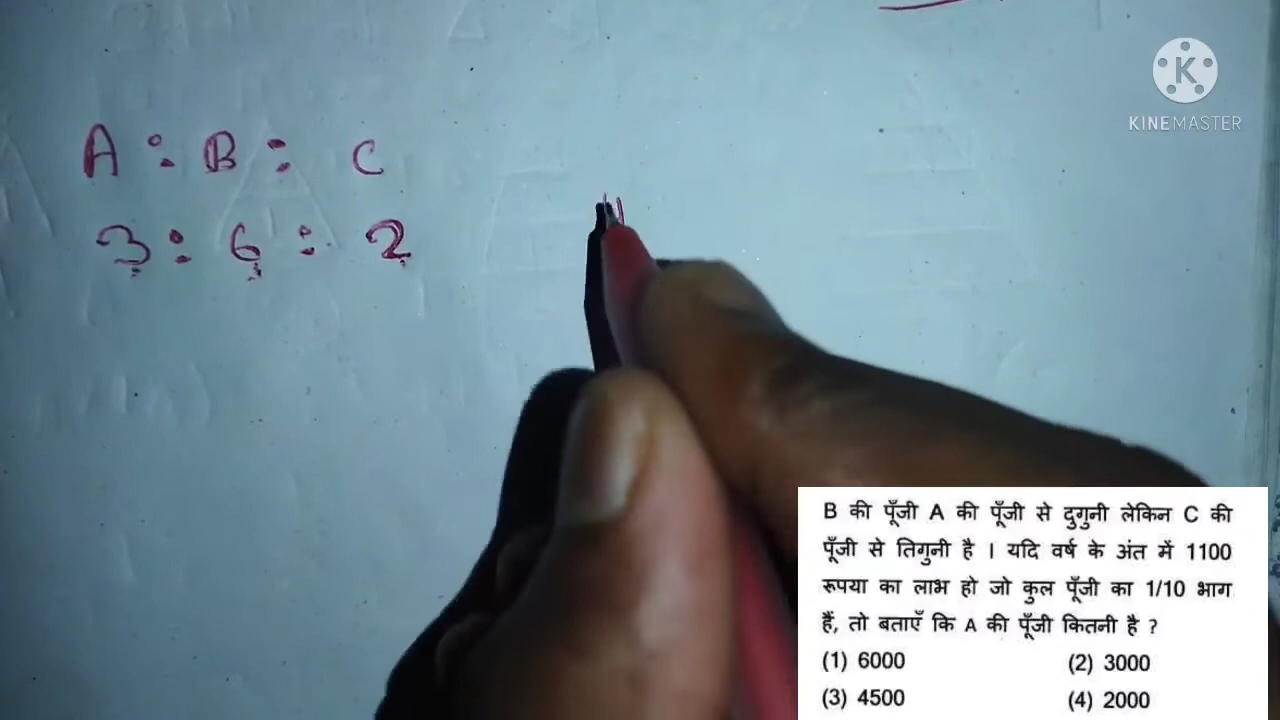 KINEMASTER
A : B : C
3 : 6 : 2
B की पूँजी A की पूँजी से दुगुनी लेकिन C की
पूँजी से तिगुनी है । यदि वर्ष के अंत में 1100
रूपया का लाभ हो जो कुल पूँजी का 1/10 भाग
हैं, तो बताएँ कि A की पूँजी कितनी है ?
(1) 6000 (2) 3000
(3) 4500 (4) 2000